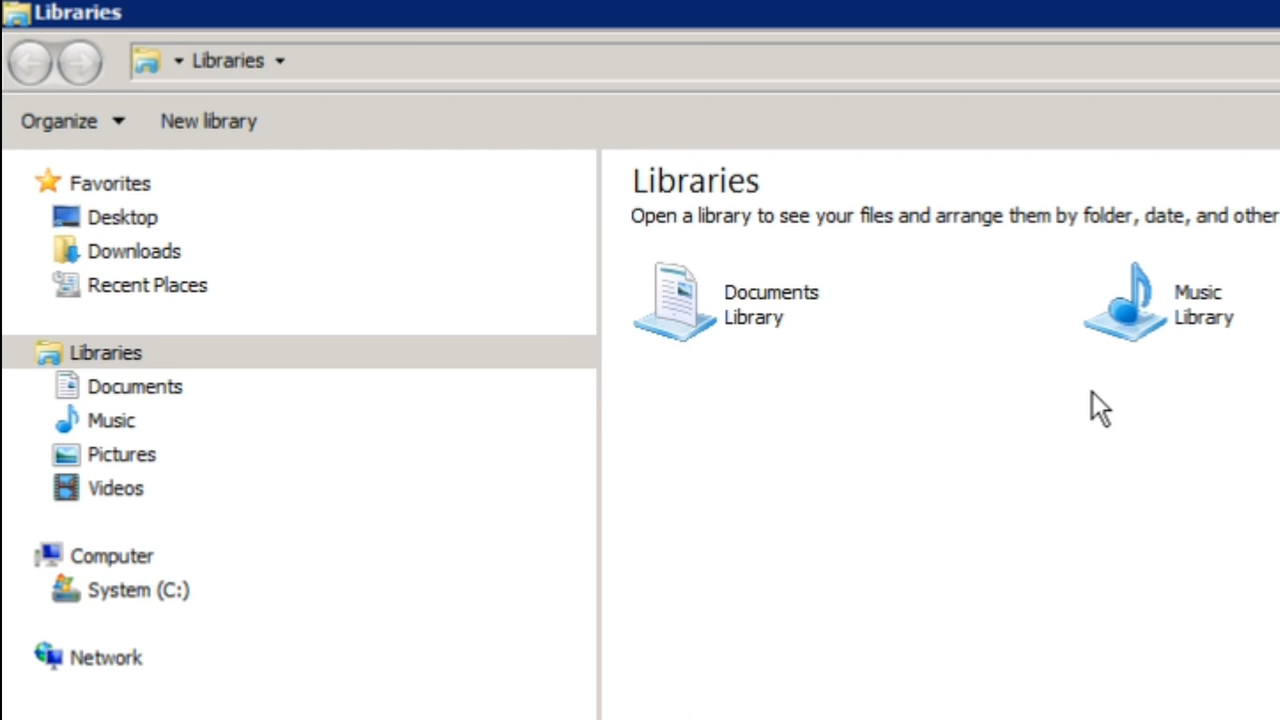 Libraries
Libraries
Organize
New library
Favorites
Desktop
Downloads
Recent Places
Libraries
Documents
Music
Pictures
Videos
Computer
System (C:)
Network
Libraries
Open a library to see your files and arrange them by folder, date, and other
Documents
Library
Music
Library